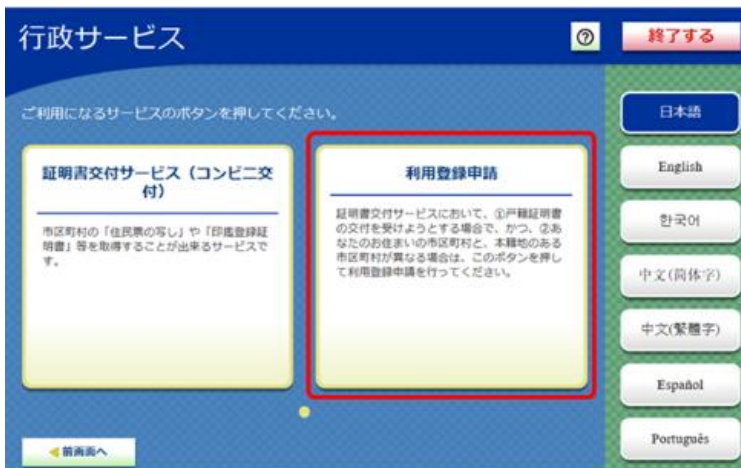 行政サービス
?
終了する
ご利用になるサービスのボタンを押してください。
証明書交付サービス（コンビニ交
付）
市区町村の「住民票の写し」や「印鑑登録証
明書」等を取得することが出来るサービスで
す。
利用登録申請
証明書交付サービスにおいて、①戸籍証明書
の交付を受けようとする場合で、かつ、②あ
なたのお住まいの市区町村と、本籍地のある
市区町村が異なる場合は、このボタンを押し
て利用登録申請を行ってください。
日本語
English
한국어
中文(简体字)
中文(繁體字)
Español
Português
前画面へ